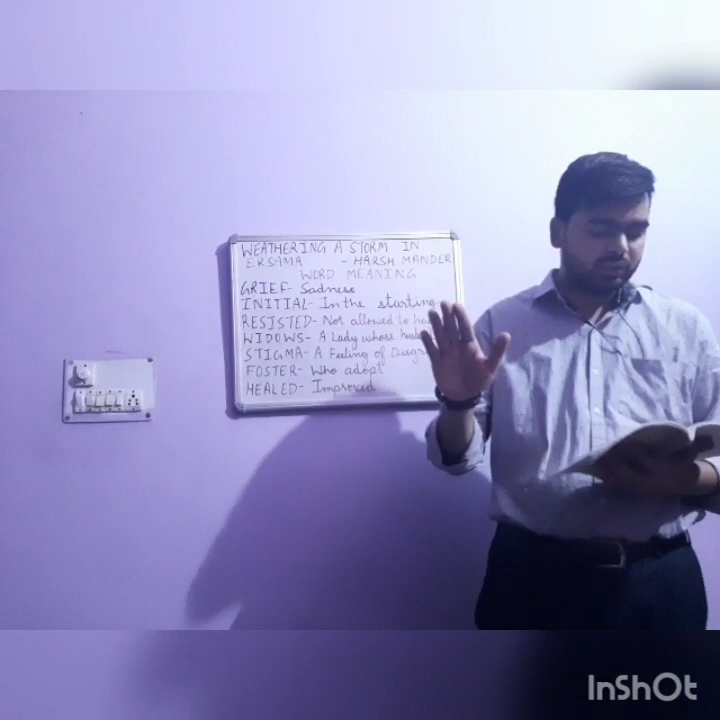 WEATHERING A STORM IN
ERSAMA - HARSH MANDER
WORD MEANING
GRIEF- Sadness
INITIAL- In the starting
RESISTED- Not allowed to
WIDOWS- A Lady whose
STIGMA- A Feeling of
FOSTER- Who adopt
HEALED- Improved
InShOt